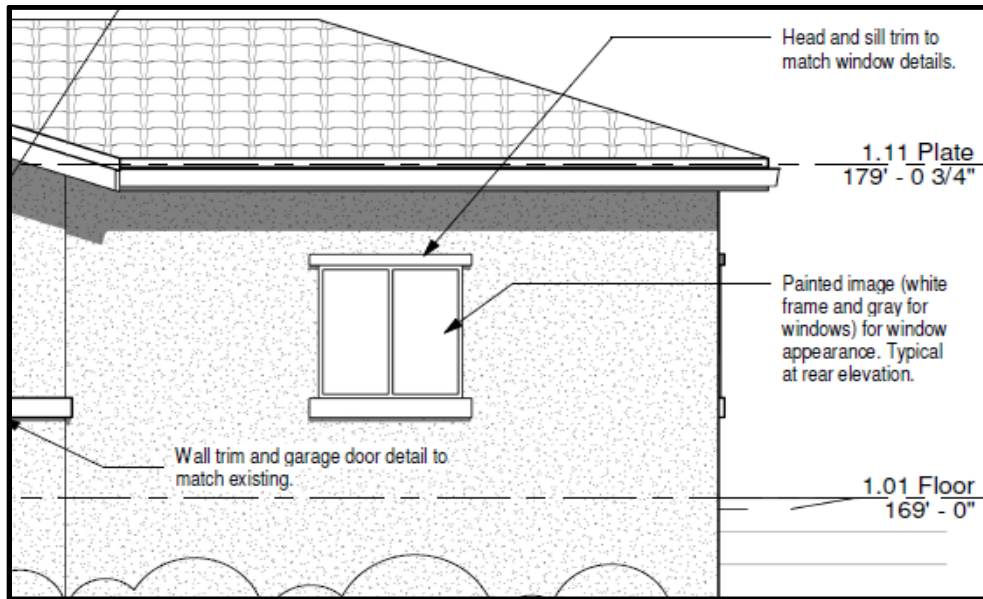 Head and sill trim to
match window details.
1.11 Plate
179' - 0 3/4"
Painted image (white
frame and gray for
windows) for window
appearance. Typical
at rear elevation.
Wall trim and garage door detail to
match existing.
1.01 Floor
169' - 0"